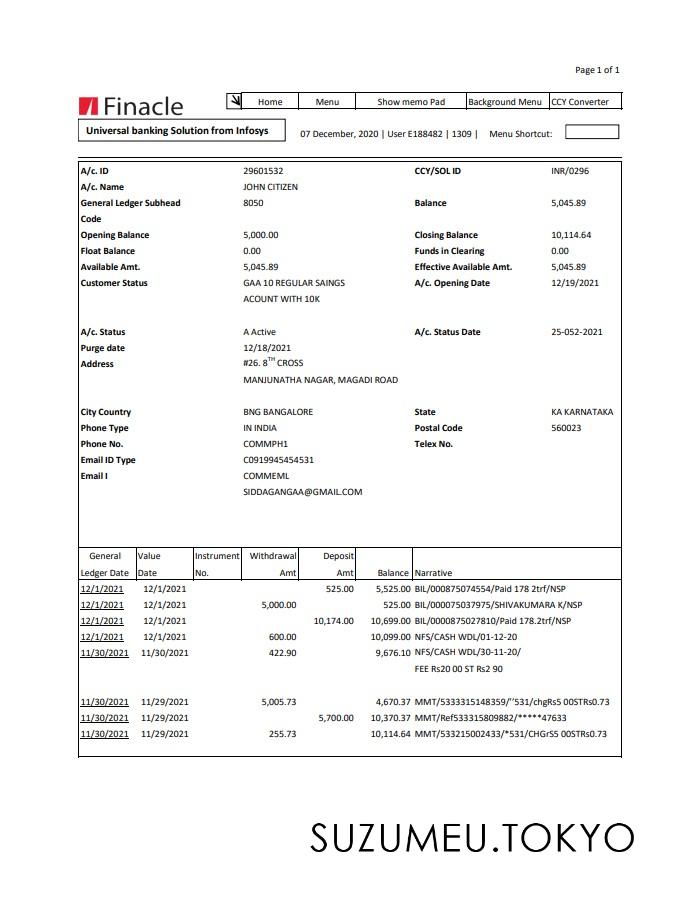 Page 1 of 1
Finacle
Home Menu Show memo Pad Background Menu CCY Converter
Universal banking Solution from Infosys
07 December, 2020 | User E188482 | 1309 | Menu Shortcut:
A/c. ID 29601532 CCY/SOL ID INR/0296
A/c. Name JOHN CITIZEN
General Ledger Subhead 8050 Balance 5,045.89
Code
Opening Balance 5,000.00 Closing Balance 10,114.64
Float Balance 0.00 Funds in Clearing 0.00
Available Amt. 5,045.89 Effective Available Amt. 5,045.89
Customer Status GAA 10 REGULAR SAINGS A/c. Opening Date 12/19/2021
ACOUNT WITH 10K
A/c. Status A Active A/c. Status Date 25-052-2021
Purge date 12/18/2021
Address #26. 8TH CROSS
MANJUNATHA NAGAR, MAGADI ROAD
City Country BNG BANGALORE State KA KARNATAKA
Phone Type IN INDIA Postal Code 560023
Phone No. COMMPH1 Telex No.
Email ID Type C0919945454531
Email I COMMEML
SIDDAGANGAA@GMAIL.COM
General Value Instrument Withdrawal Deposit
Ledger Date Date No. Amt Amt Balance Narrative
12/1/2021 12/1/2021 525.00 5,525.00 BIL/000875074554/Paid 178 2trf/NSP
12/1/2021 12/1/2021 5,000.00 525.00 BIL/000075037975/SHIVAKUMARA K/NSP
12/1/2021 12/1/2021 10,174.00 10,699.00 BIL/0000875027810/Paid 178.2trf/NSP
12/1/2021 12/1/2021 600.00 10,099.00 NFS/CASH WDL/01-12-20
11/30/2021 11/30/2021 422.90 9,676.10 NFS/CASH WDL/30-11-20/
FEE Rs20 00 ST Rs2 90
11/30/2021 11/29/2021 5,005.73 4,670.37 MMT/5333315148359/''531/chgRs5 00STRs0.73
11/30/2021 11/29/2021 5,700.00 10,370.37 MMT/Ref533315809882/*****47633
11/30/2021 11/29/2021 255.73 10,114.64 MMT/533215002433/*531/CHGrS5 00STRs0.73
SUZUMEU.TOKYO